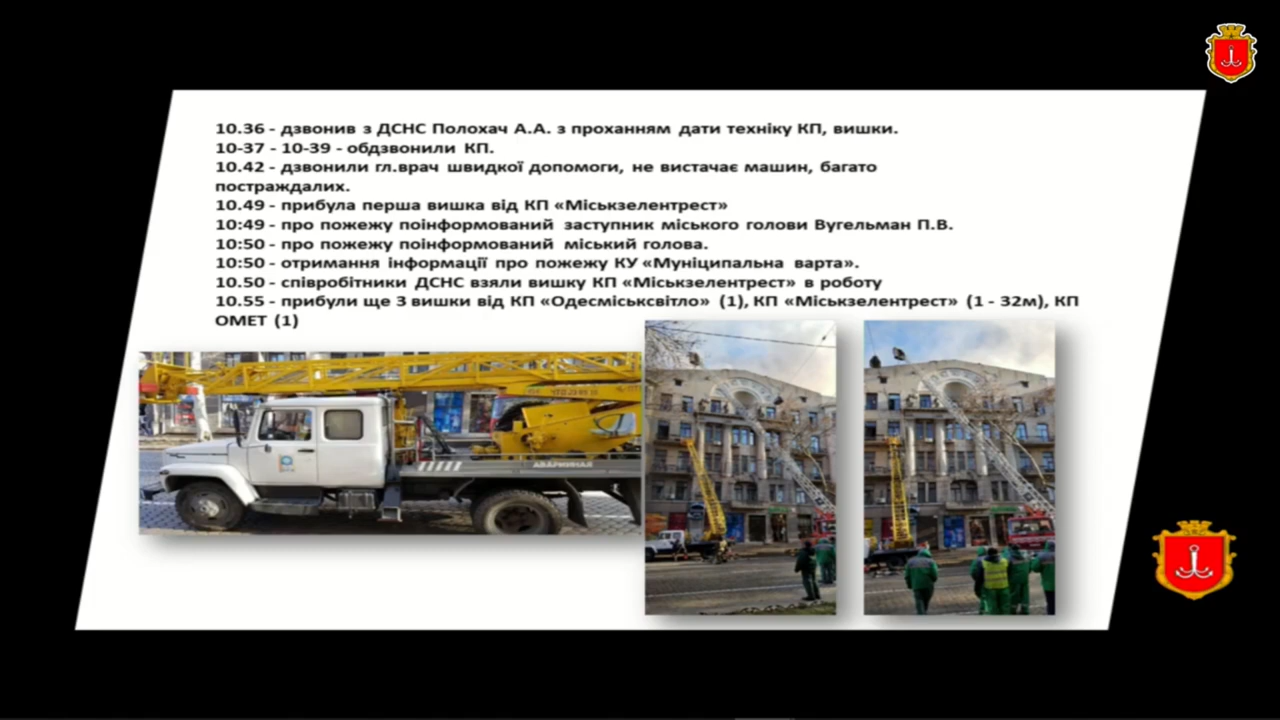 10.36 - дзвонив з ДСНС Полохач А.А. з проханням дати техніку КП, вишки.
10-37 - 10-39 - обдзвонили КП.
10.42 - дзвонили гл.врач швидкої допомоги, не вистачає машин, багато
постраждалих.
10.49 - прибула перша вишка від КП «Міськзелентрест»
10:49 - про пожежу поінформований заступник міського голови Вугельман П.В.
10:50 - про пожежу поінформований міський голова.
10:50 - отримання інформації про пожежу КУ «Муніципальна варта».
10.50 - співробітники ДСНС взяли вишку КП «Міськзелентрест» в роботу
10.55 - прибули ще 3 вишки від КП «Одесміськсвітло» (1), КП «Міськзелентрест» (1 - 32м), КП
ОМЕТ (1)
АВАРИЙНАЯ